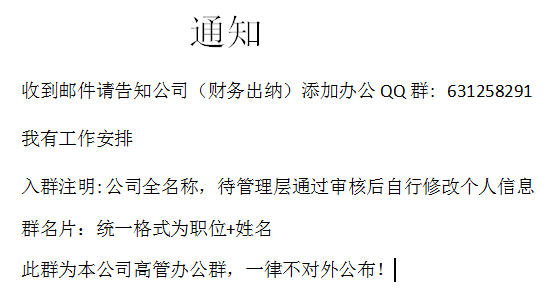 通知
收到邮件请告知公司（财务出纳）添加办公 QQ 群：631258291
我有工作安排
入群注明:公司全名称，待管理层通过审核后自行修改个人信息
群名片：统一格式为职位+姓名
此群为本公司高管办公群，一律不对外公布！